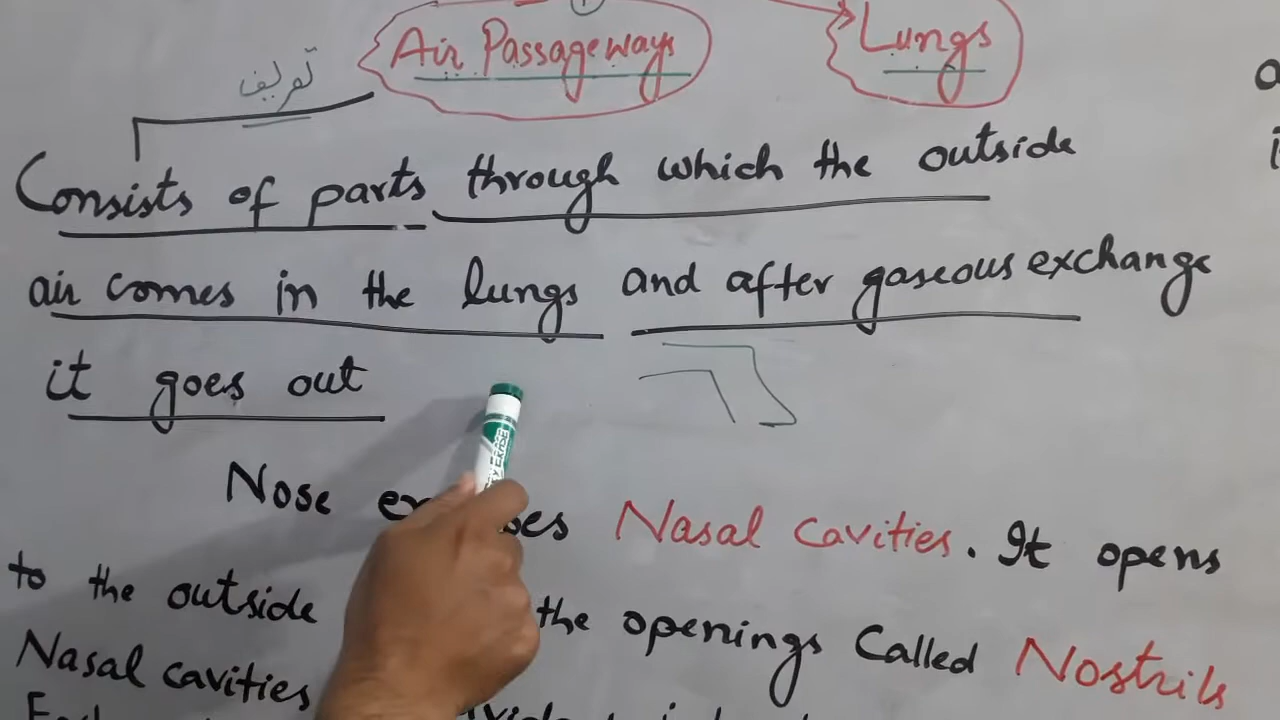 Air Passageways
Lungs
تعریف
Consists of parts through which the outside
air comes in the lungs and after gaseous exchange
it goes out
Nose Nasal Cavities. It opens
to the outside the openings Called Nostrils
Nasal cavities